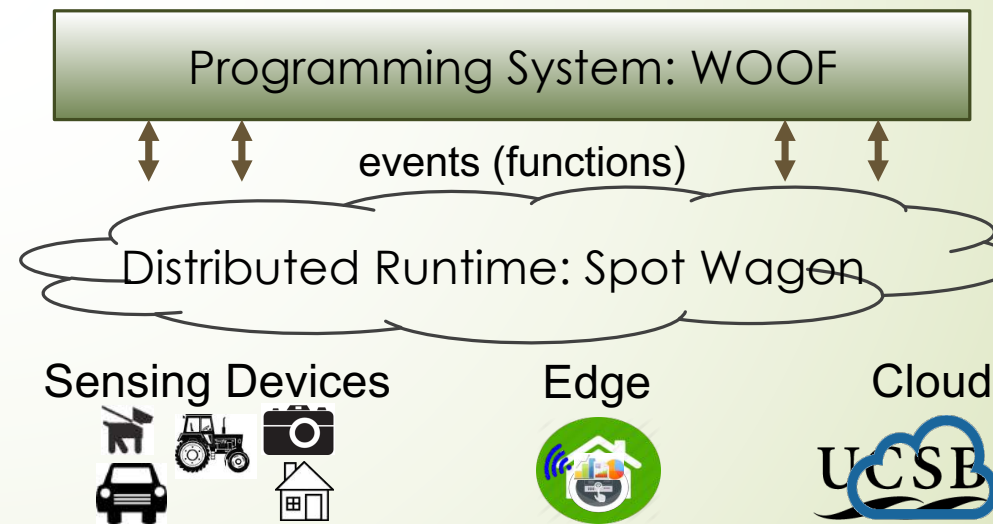 Programming System: WOOF
events (functions)
Distributed Runtime: Spot Wagon
Sensing Devices
Edge
Cloud
UCSB